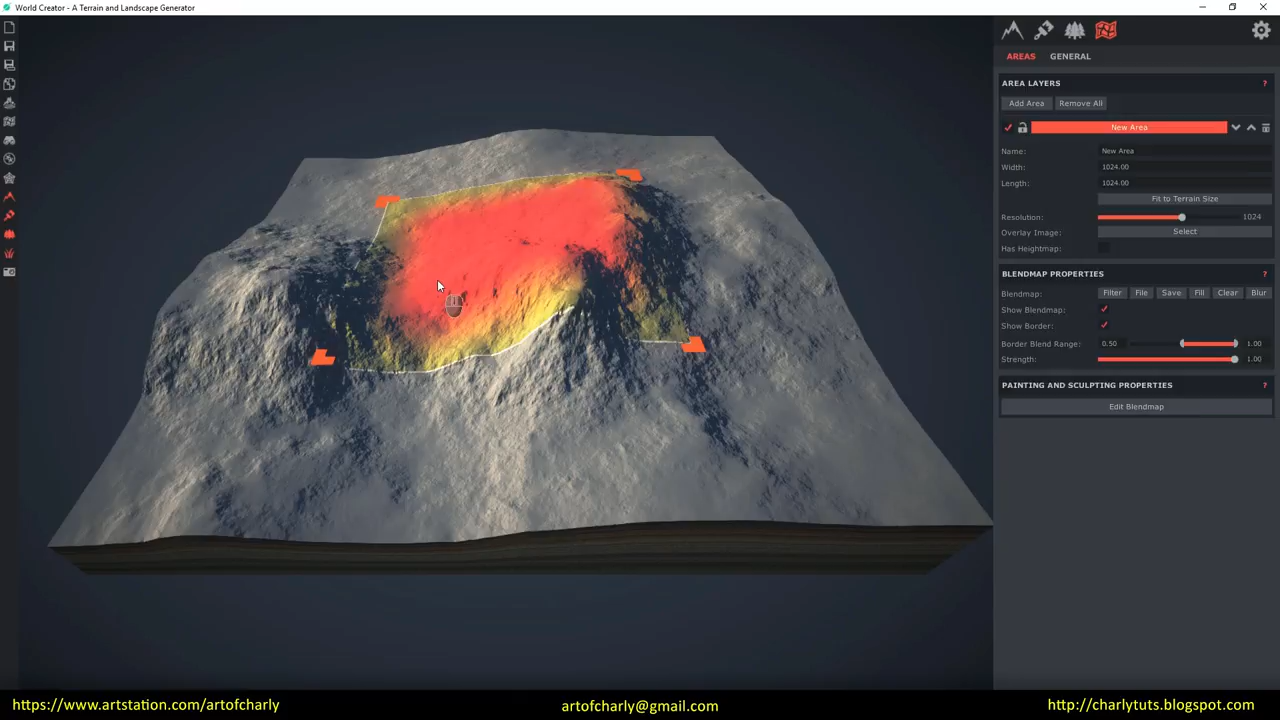 World Creator - A Terrain and Landscape Generator
AREAS GENERAL
AREA LAYERS ?
Add Area Remove All
New Area
Name: New Area
Width: 1024.00
Length: 1024.00
Fit to Terrain Size
Resolution: 1024
Overlay Image: Select
Has Heightmap:
BLENDMAP PROPERTIES ?
Blendmap: Filter File Save Fill Clear Blur
Show Blendmap:
Show Border:
Border Blend Range: 0.50 1.00
Strength: 1.00
PAINTING AND SCULPTING PROPERTIES ?
Edit Blendmap
https://www.artstation.com/artofcharly artofcharly@gmail.com http://charlytuts.blogspot.com